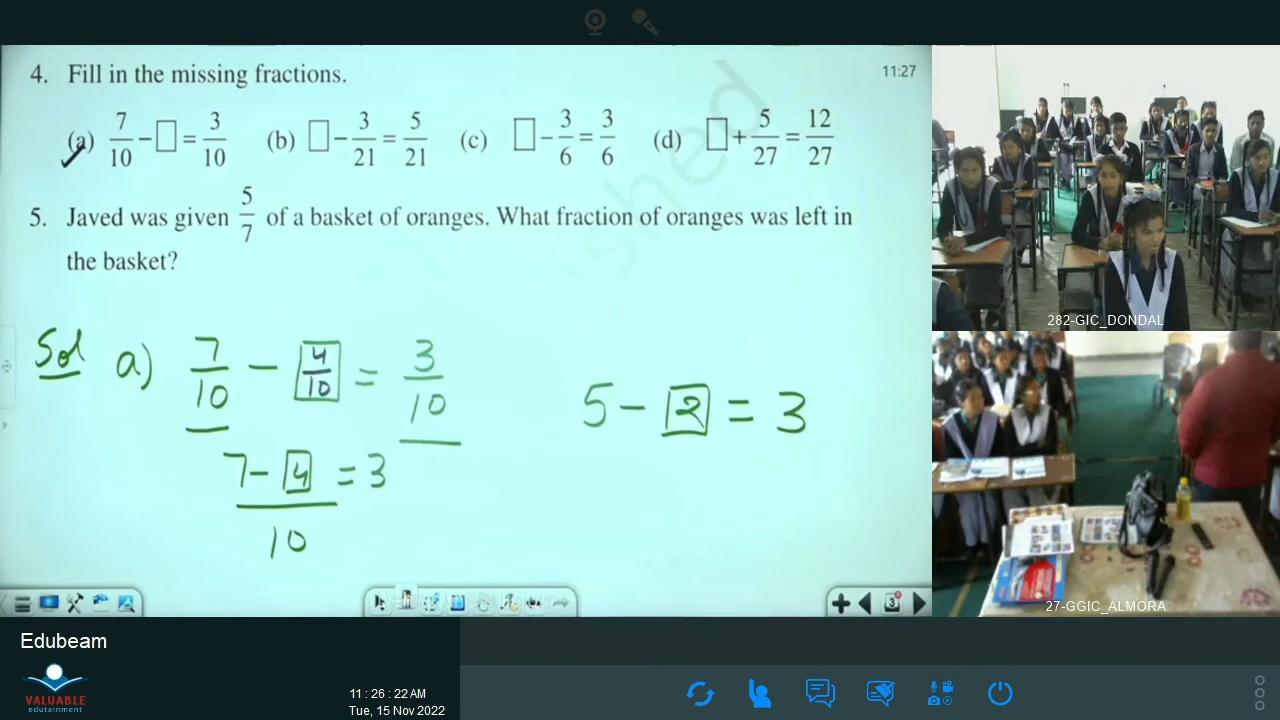 4. Fill in the missing fractions.
11:27
(a) 7/10 − □ = 3/10 (b) □ − 3/21 = 5/21 (c) □ − 3/6 = 3/6 (d) □ + 5/27 = 12/27
5. Javed was given 5/7 of a basket of oranges. What fraction of oranges was left in
the basket?
Sol a) 7/10 − 4/10 = 3/10
5 − 2 = 3
7 − 4 = 3
10
shed
282-GIC_DONDAL
27-GGIC_ALMORA
3
Edubeam
VALUABLE
edutainment
11 : 26 : 22 AM
Tue, 15 Nov 2022